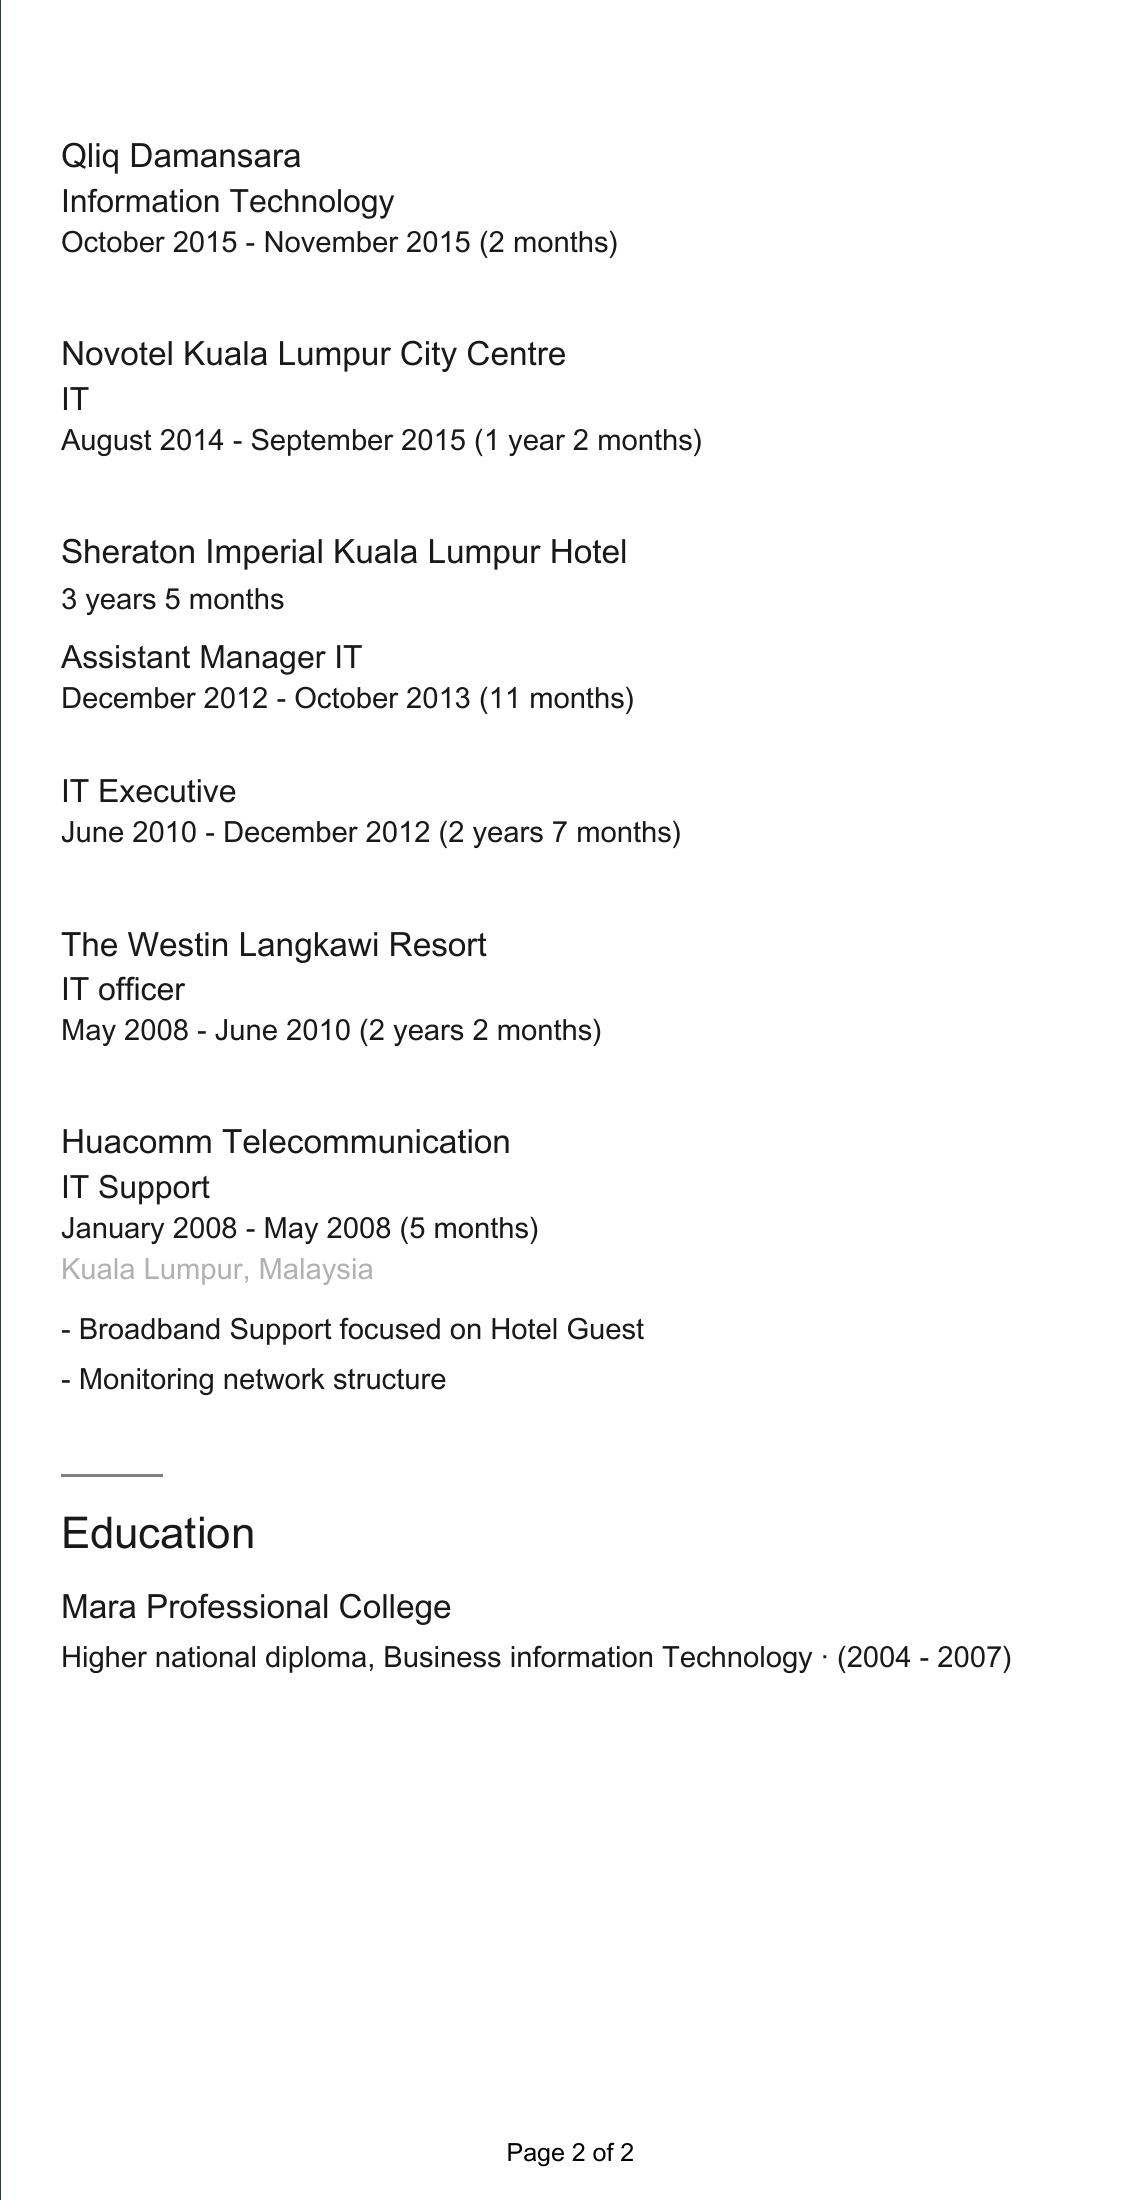 Qliq Damansara
Information Technology
October 2015 - November 2015 (2 months)
Novotel Kuala Lumpur City Centre
IT
August 2014 - September 2015 (1 year 2 months)
Sheraton Imperial Kuala Lumpur Hotel
3 years 5 months
Assistant Manager IT
December 2012 - October 2013 (11 months)
IT Executive
June 2010 - December 2012 (2 years 7 months)
The Westin Langkawi Resort
IT officer
May 2008 - June 2010 (2 years 2 months)
Huacomm Telecommunication
IT Support
January 2008 - May 2008 (5 months)
Kuala Lumpur, Malaysia
- Broadband Support focused on Hotel Guest
- Monitoring network structure
Education
Mara Professional College
Higher national diploma, Business information Technology · (2004 - 2007)
Page 2 of 2